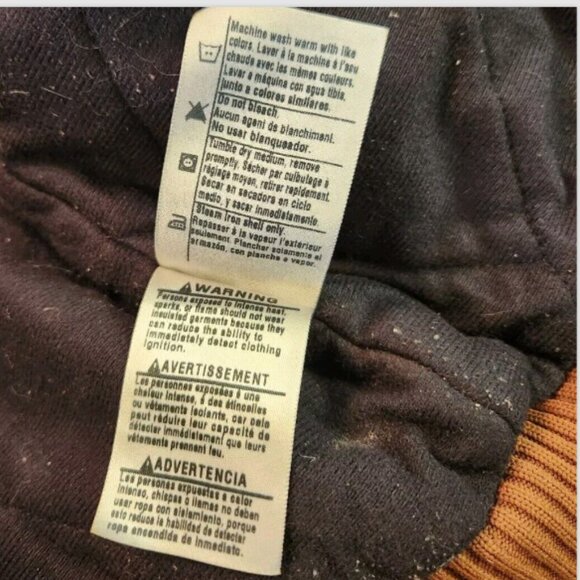 Machine wash warm with like
colors. Laver à la machine à l'eau
chaude avec les mêmes couleurs.
Lavar a máquina con agua tibia,
junto a colores similares.
Do not bleach.
Aucun agent de blanchiment.
No usar blanqueador.
Tumble dry medium, remove
promptly. Sécher par culbutage à
réglage moyen, retirer rapidement.
Secar en secadora en ciclo
medio, y sacar inmediatamente.
Steam iron shell only.
Repasser à la vapeur l'extérieur
seulement. Planchar solamente el
armazón, con plancha a vapor.
WARNING
Persons exposed to intense heat,
sparks, or flame should not wear
insulated garments because they
can reduce the ability to
immediately detect clothing
ignition.
AVERTISSEMENT
Les personnes exposées à une
chaleur intense, à des étincelles
ou vêtements isolants, car cela
peut réduire leur capacité de
détecter immédiatement que leurs
vêtements prennent feu.
ADVERTENCIA
Las personas expuestas a calor
intenso, chispas o llamas no deben
usar ropa con aislamiento, porque
esto reduce la habilidad de detectar
ropa encendida de inmediato.